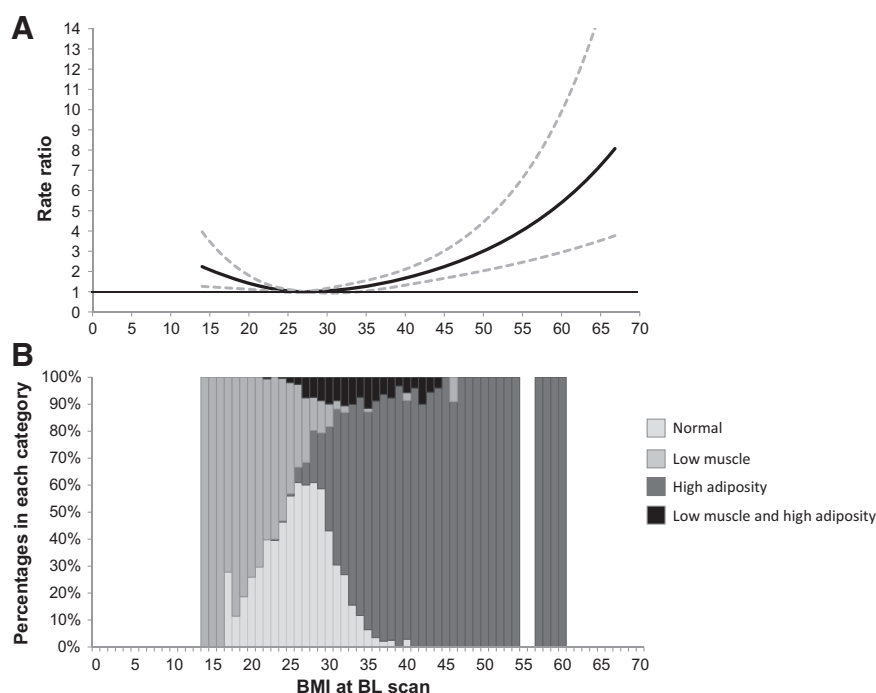 A
14
13
12
11
10
9
8
7
6
5
4
3
2
1
0
Rate ratio
0 5 10 15 20 25 30 35 40 45 50 55 60 65 70
B
100%
90%
80%
70%
60%
50%
40%
30%
20%
10%
0%
Percentages in each category
0 5 10 15 20 25 30 35 40 45 50 55 60 65 70
BMI at BL scan
Normal
Low muscle
High adiposity
Low muscle and high adiposity